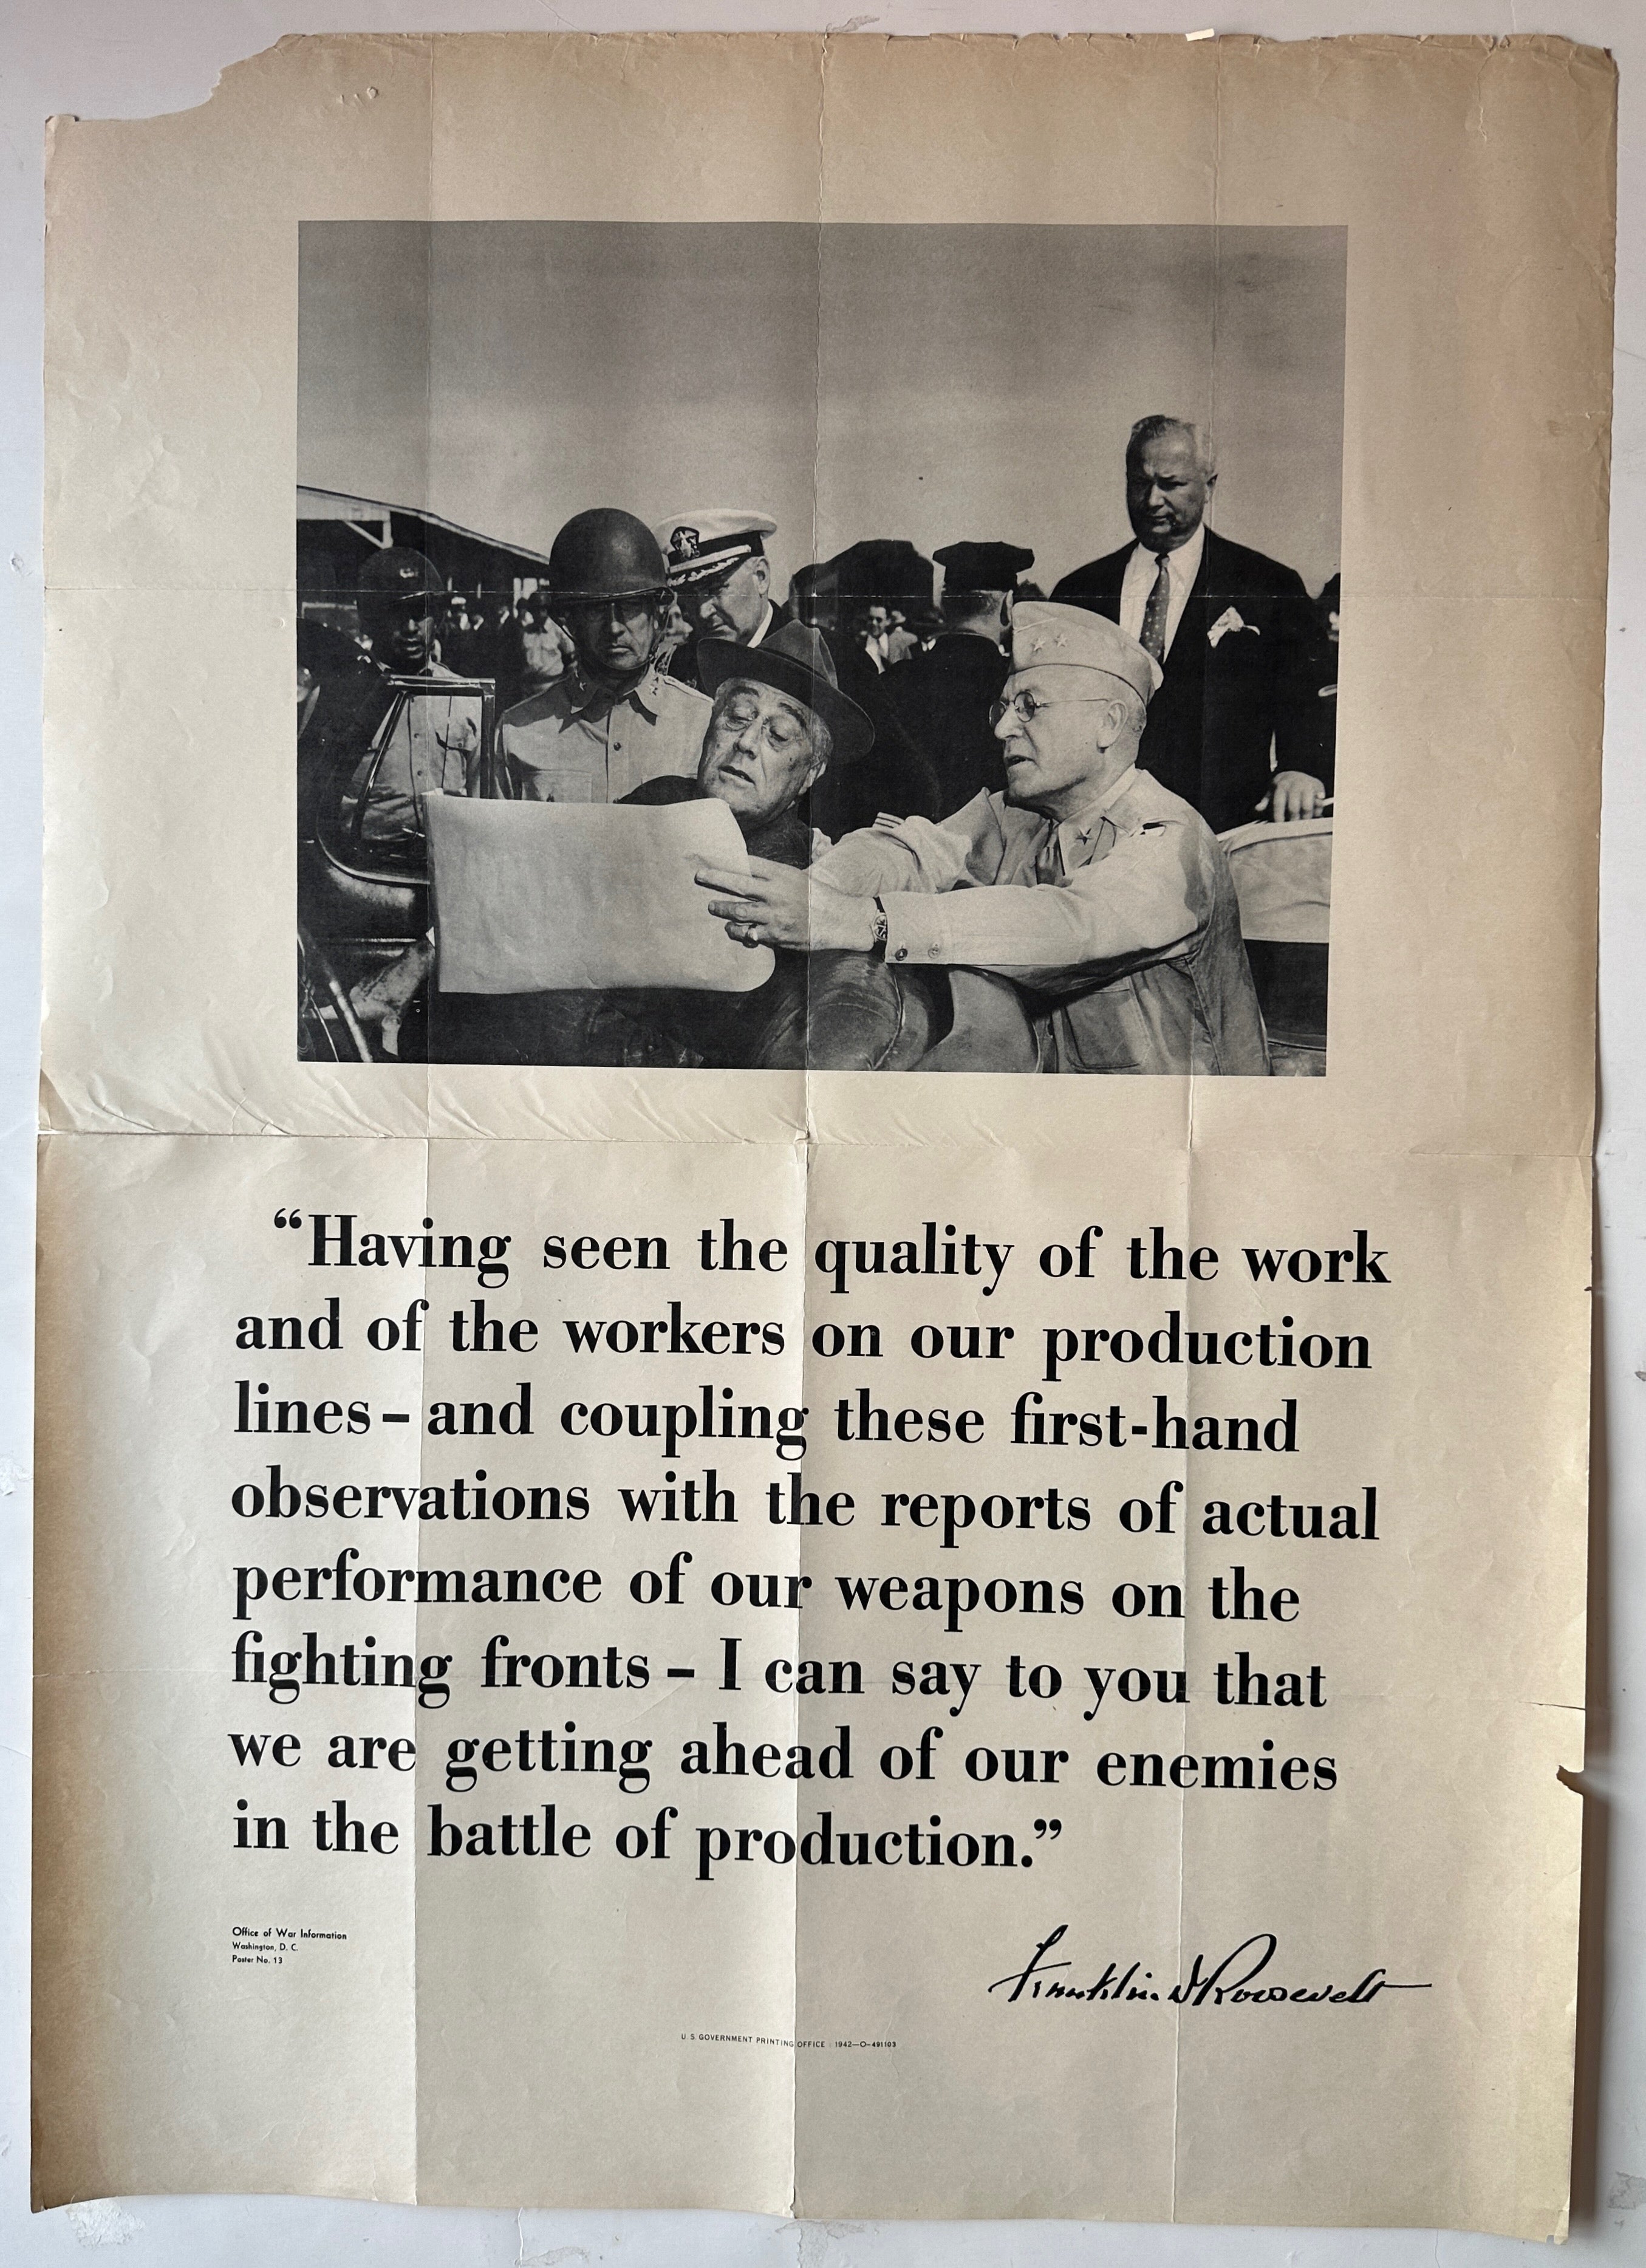 “Having seen the quality of the work
and of the workers on our production
lines – and coupling these first-hand
observations with the reports of actual
performance of our weapons on the
fighting fronts – I can say to you that
we are getting ahead of our enemies
in the battle of production.”
Office of War Information
Washington, D. C.
Poster No. 13
Franklin D Roosevelt
U. S. GOVERNMENT PRINTING OFFICE : 1942—O-491103